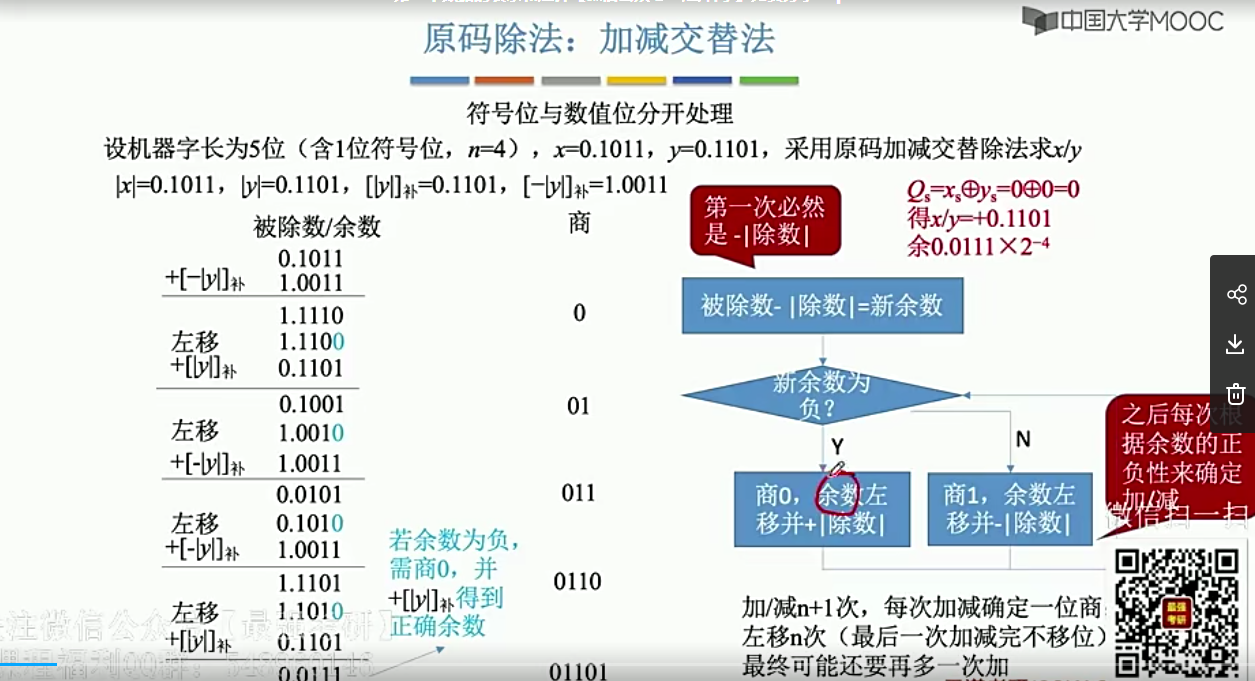 中国大学MOOC
原码除法：加减交替法
符号位与数值位分开处理
设机器字长为5位（含1位符号位，n=4），x=0.1011，y=0.1101，采用原码加减交替除法求x/y
|x|=0.1011，|y|=0.1101，[|y|]补=0.1101，[−|y|]补=1.0011
被除数/余数
商
0.1011
+[−|y|]补 1.0011
1.1110 0
左移 1.1100
+[|y|]补 0.1101
0.1001 01
左移 1.0010
+[-|y|]补 1.0011
0.0101 011
左移 0.1010
+[-|y|]补 1.0011
1.1101 0110
左移 1.1010
+[|y|]补 0.1101
0.0111 01101
若余数为负，
需商0，并
+[|y|]补得到
正确余数
第一次必然
是 -|除数|
Qs=xs⊕ys=0⊕0=0
得x/y=+0.1101
余0.0111×2⁻⁴
被除数- |除数|=新余数
新余数为
负？
Y
N
商0，余数左
移并+|除数|
商1，余数左
移并-|除数|
之后每次根
据余数的正
负性来确定
加/减
微信扫一扫
最强
考研
加/减n+1次，每次加减确定一位商；
左移n次（最后一次加减完不移位）
最终可能还要再多一次加